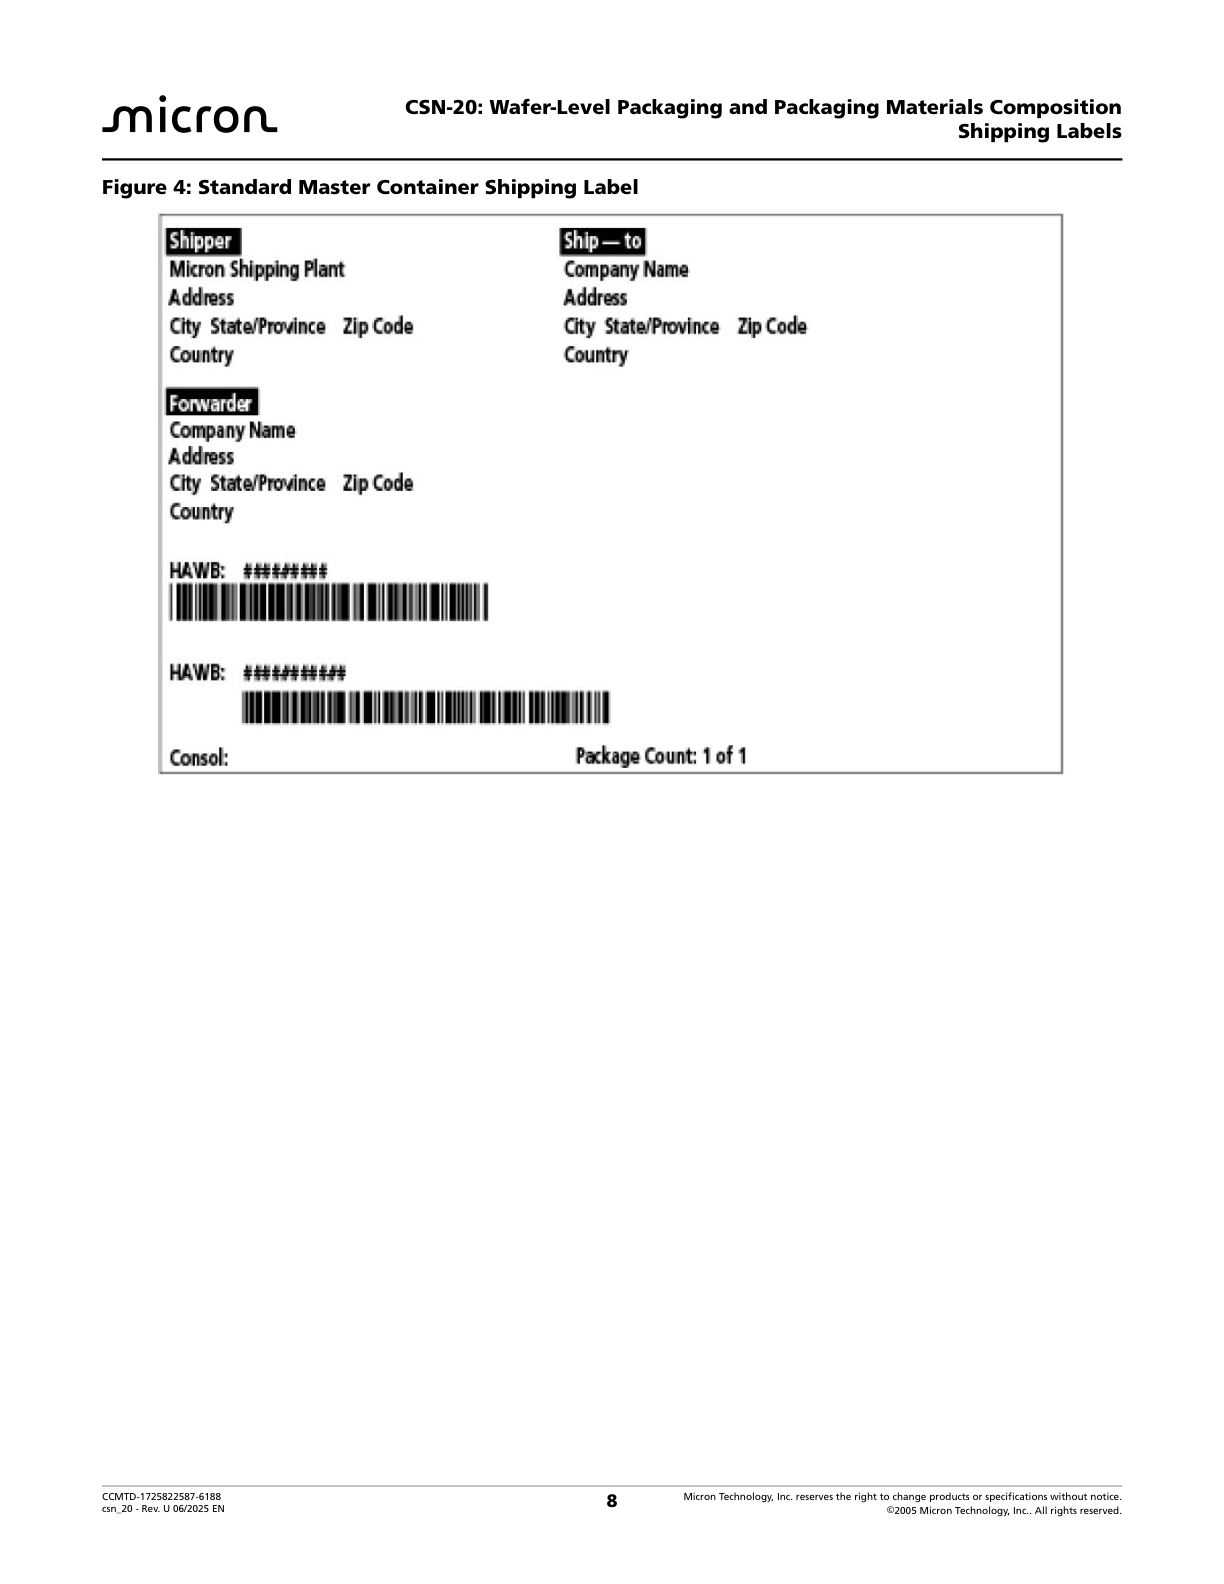 micron
CSN-20: Wafer-Level Packaging and Packaging Materials Composition
Shipping Labels
Figure 4: Standard Master Container Shipping Label
Shipper
Micron Shipping Plant
Address
City State/Province Zip Code
Country
Ship — to
Company Name
Address
City State/Province Zip Code
Country
Forwarder
Company Name
Address
City State/Province Zip Code
Country
HAWB: #########
HAWB: ###########
Consol:
Package Count: 1 of 1
CCMTD-1725822587-6188
csn_20 - Rev. U 06/2025 EN
8
Micron Technology, Inc. reserves the right to change products or specifications without notice.
©2005 Micron Technology, Inc.. All rights reserved.